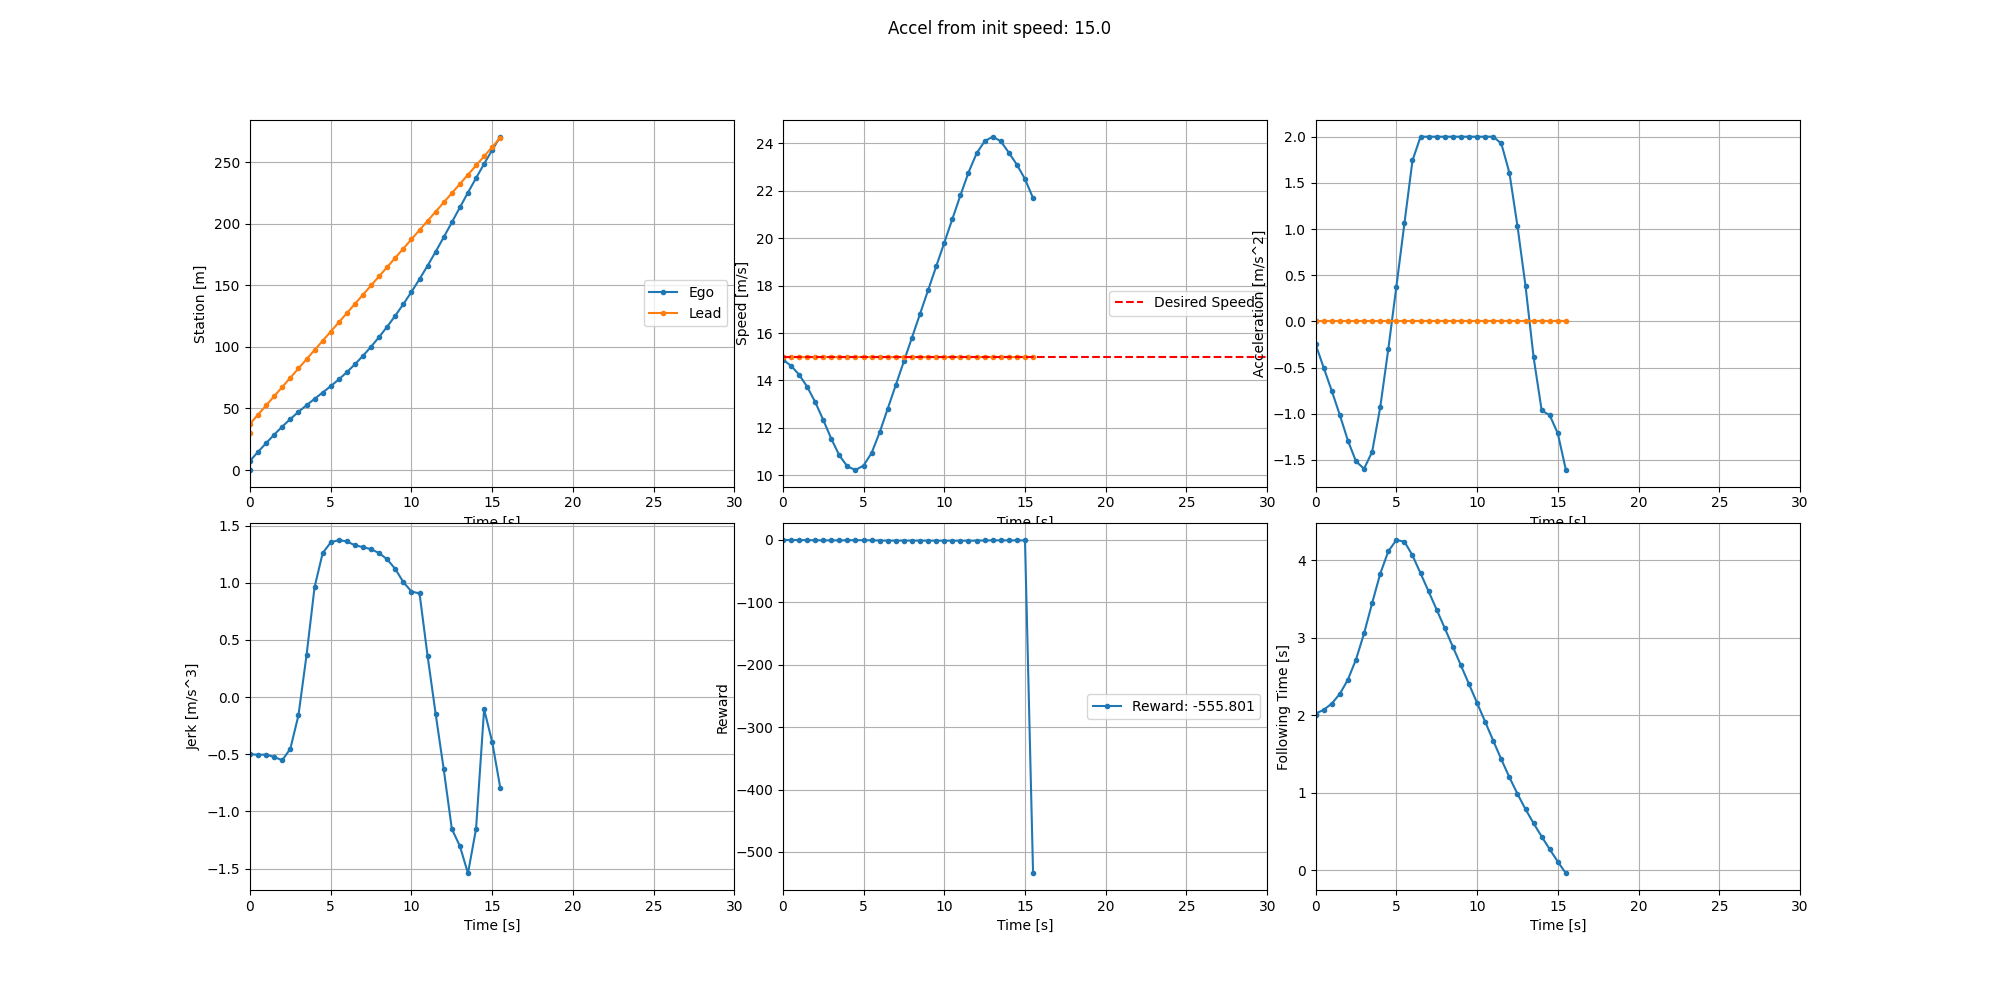 Accel from init speed: 15.0
Station [m]
250
200
150
100
50
0
0 5 10 15 20 25 30
Time [s]
Ego
Lead
Speed [m/s]
24
22
20
18
16
14
12
10
0 5 10 15 20 25 30
Time [s]
Desired Speed
Acceleration [m/s^2]
2.0
1.5
1.0
0.5
0.0
−0.5
−1.0
−1.5
0 5 10 15 20 25 30
Time [s]
Jerk [m/s^3]
1.5
1.0
0.5
0.0
−0.5
−1.0
−1.5
0 5 10 15 20 25 30
Time [s]
Reward
0
−100
−200
−300
−400
−500
0 5 10 15 20 25 30
Time [s]
Reward: -555.801
Following Time [s]
4
3
2
1
0
0 5 10 15 20 25 30
Time [s]